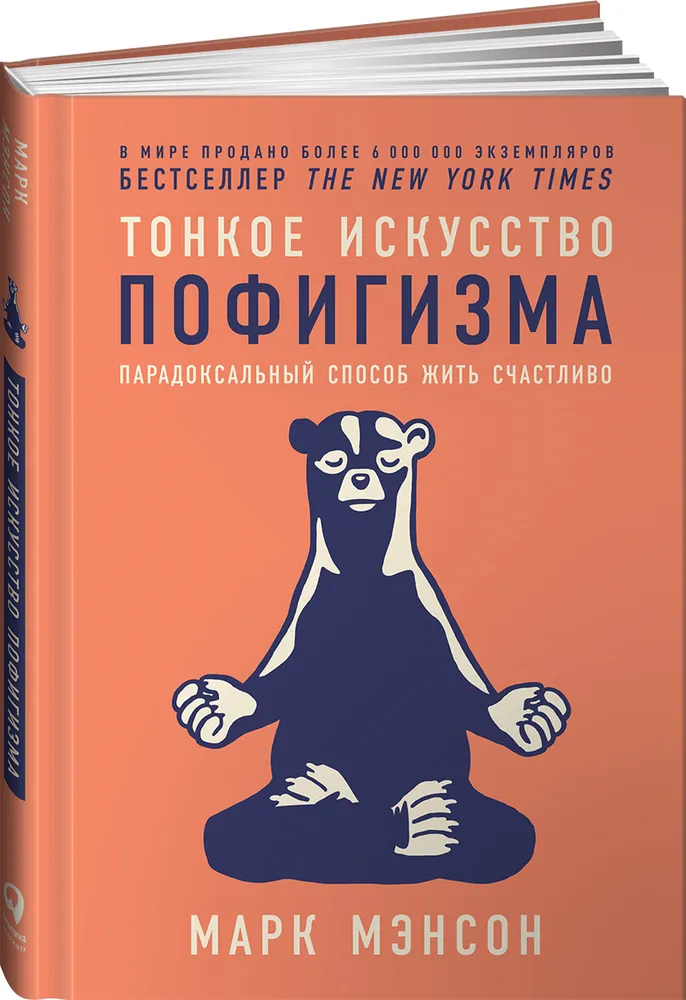 В МИРЕ ПРОДАНО БОЛЕЕ 6 000 000 ЭКЗЕМПЛЯРОВ
БЕСТСЕЛЛЕР THE NEW YORK TIMES
ТОНКОЕ ИСКУССТВО
ПОФИГИЗМА
ПАРАДОКСАЛЬНЫЙ СПОСОБ ЖИТЬ СЧАСТЛИВО
МАРК МЭНСОН
МАРК МЭНСОН
ТОНКОЕ ИСКУССТВО ПОФИГИЗМА